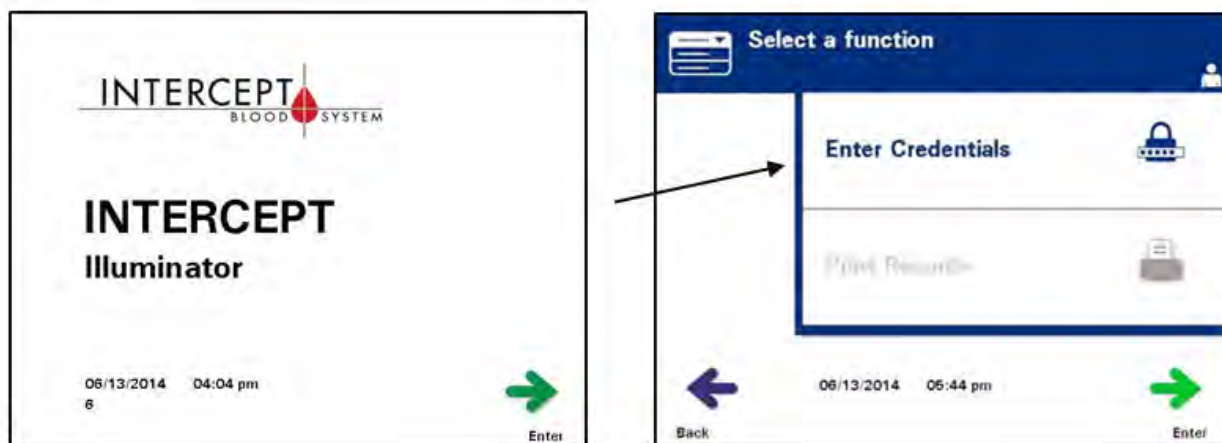 INTERCEPT
BLOOD SYSTEM
INTERCEPT
Illuminator
06/13/2014 04:04 pm
6
Enter
Select a function
Enter Credentials
Print Records
06/13/2014 05:44 pm
Back
Enter